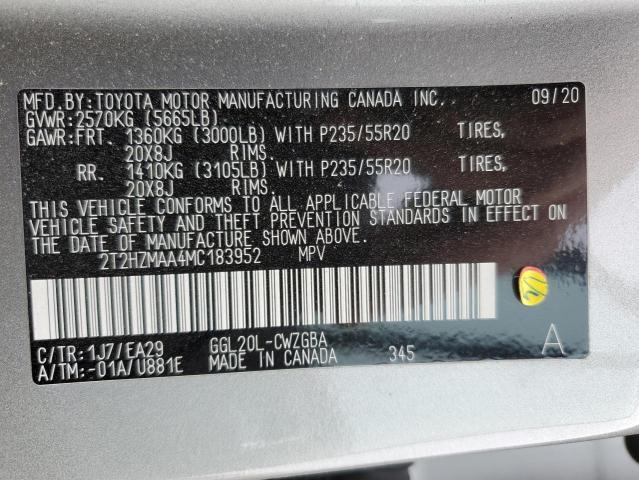 MFD.BY:TOYOTA MOTOR MANUFACTURING CANADA INC. 09/20
GVWR:2570KG (5665LB)
GAWR:FRT. 1360KG (3000LB) WITH P235/55R20 TIRES,
20X8J RIMS.
RR. 1410KG (3105LB) WITH P235/55R20 TIRES,
20X8J RIMS.
THIS VEHICLE CONFORMS TO ALL APPLICABLE FEDERAL MOTOR
VEHICLE SAFETY AND THEFT PREVENTION STANDARDS IN EFFECT ON
THE DATE OF MANUFACTURE SHOWN ABOVE.
2T2HZMAA4MC183952 MPV
C/TR:1J7/EA29 GGL20L-CWZGBA A
A/TM:-01A/U881E MADE IN CANADA 345